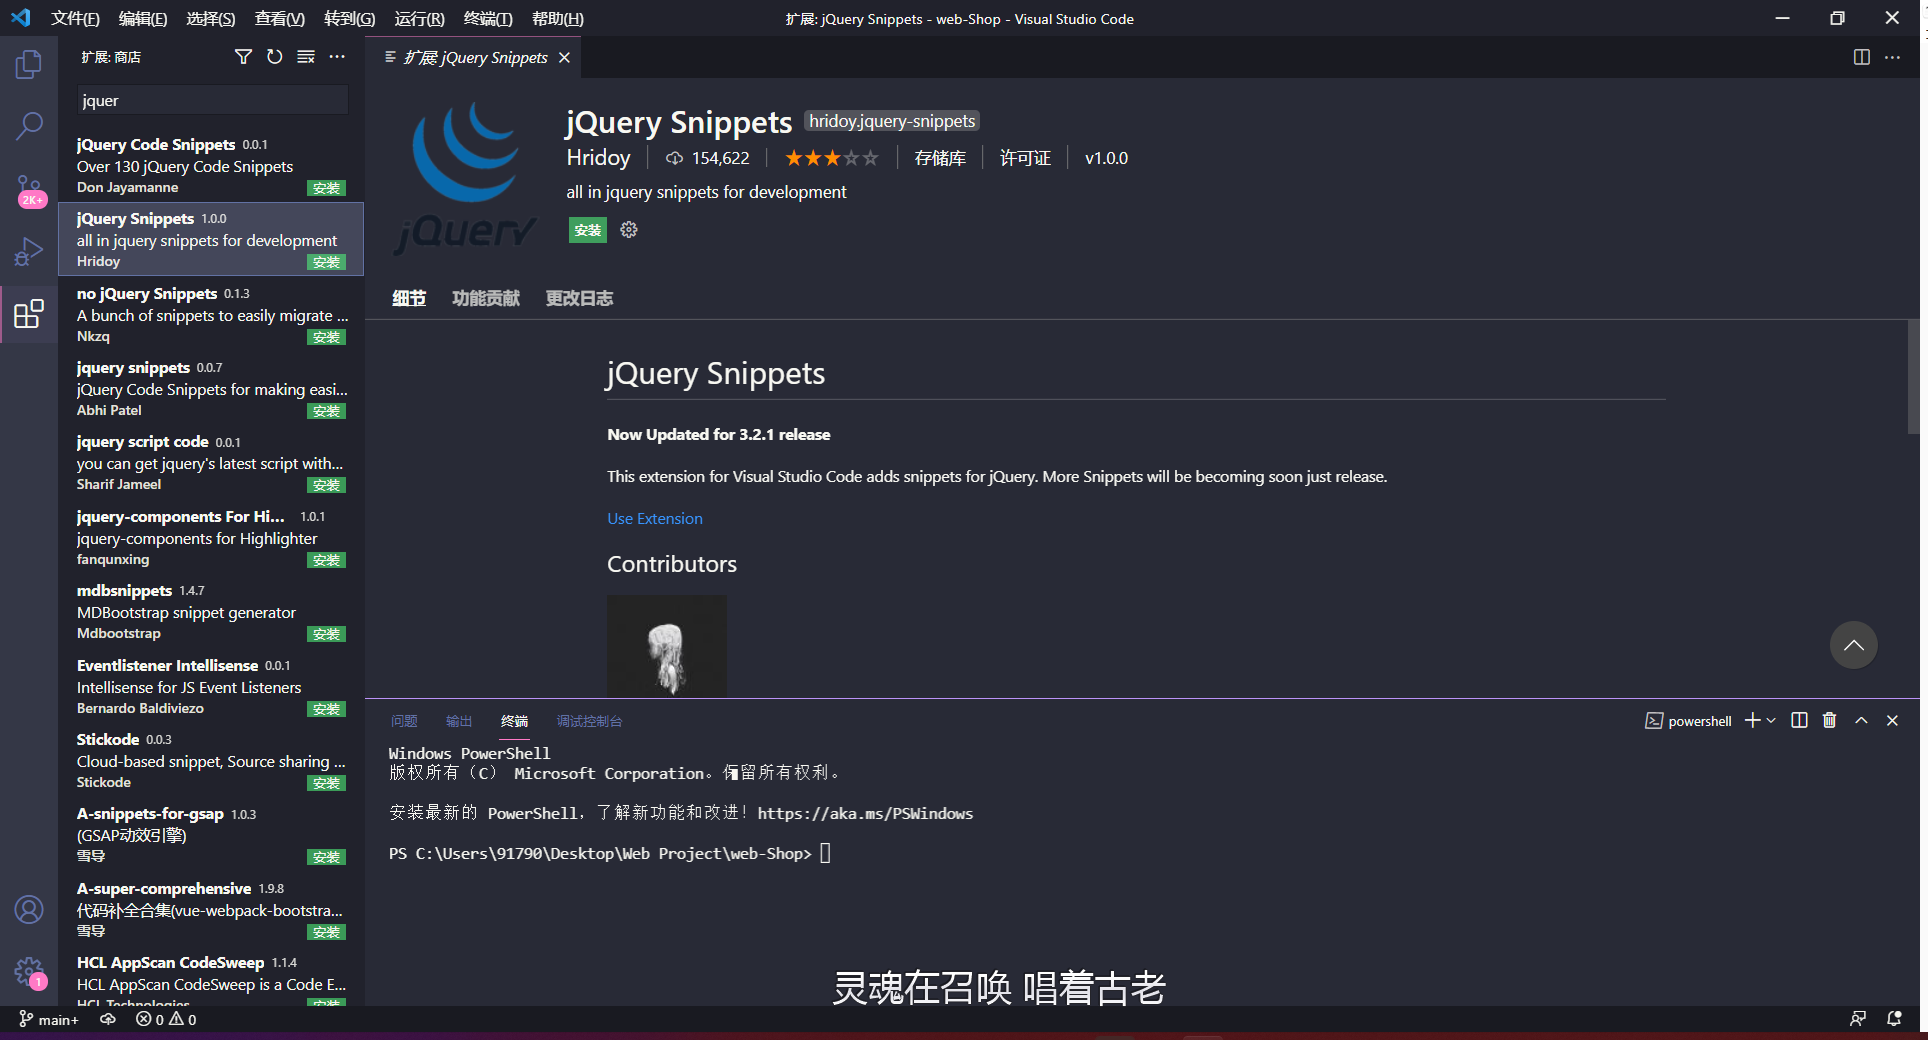 文件(F) 编辑(E) 选择(S) 查看(V) 转到(G) 运行(R) 终端(T) 帮助(H)
扩展: jQuery Snippets - web-Shop - Visual Studio Code
扩展: 商店
jquer
2K+
jQuery Code Snippets 0.0.1
Over 130 jQuery Code Snippets
Don Jayamanne 安装
jQuery Snippets 1.0.0
all in jquery snippets for development
Hridoy 安装
no jQuery Snippets 0.1.3
A bunch of snippets to easily migrate ...
Nkzq 安装
jquery snippets 0.0.7
jQuery Code Snippets for making easi...
Abhi Patel 安装
jquery script code 0.0.1
you can get jquery's latest script with...
Sharif Jameel 安装
jquery-components For Hi... 1.0.1
jquery-components for Highlighter
fanqunxing 安装
mdbsnippets 1.4.7
MDBootstrap snippet generator
Mdbootstrap 安装
Eventlistener Intellisense 0.0.1
Intellisense for JS Event Listeners
Bernardo Baldiviezo 安装
Stickode 0.0.3
Cloud-based snippet, Source sharing ...
Stickode 安装
A-snippets-for-gsap 1.0.3
(GSAP动效引擎)
雪导 安装
A-super-comprehensive 1.9.8
代码补全合集(vue-webpack-bootstra...
雪导 安装
HCL AppScan CodeSweep 1.1.4
HCL AppScan CodeSweep is a Code E...
HCL Technologies 安装
1
扩展: jQuery Snippets
jQuery
jQuery Snippets hridoy.jquery-snippets
Hridoy 154,622 存储库 许可证 v1.0.0
all in jquery snippets for development
安装
细节 功能贡献 更改日志
jQuery Snippets
Now Updated for 3.2.1 release
This extension for Visual Studio Code adds snippets for jQuery. More Snippets will be becoming soon just release.
Use Extension
Contributors
问题 输出 终端 调试控制台
powershell
Windows PowerShell
版权所有（C） Microsoft Corporation。保留所有权利。
安装最新的 PowerShell，了解新功能和改进！https://aka.ms/PSWindows
PS C:\Users\91790\Desktop\Web Project\web-Shop>
灵魂在召唤 唱着古老
main+ 0 0